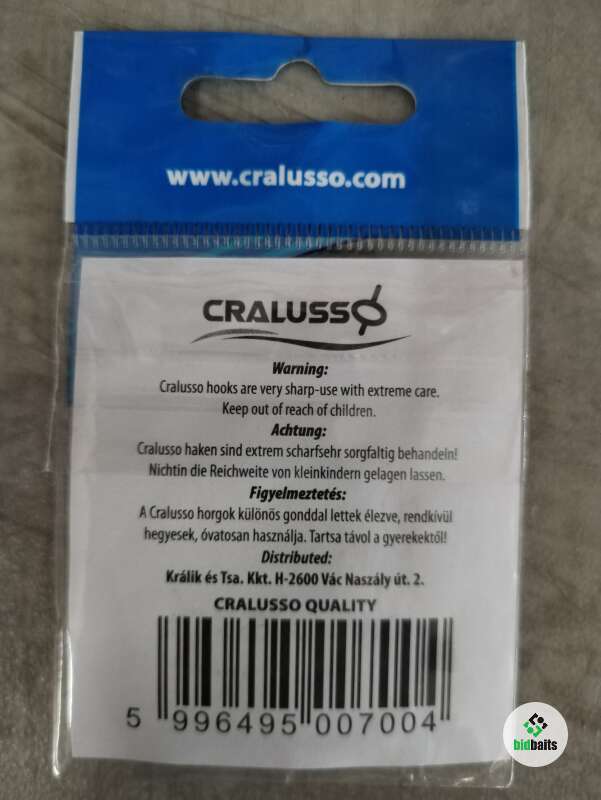 www.cralusso.com
CRALUSSO
Warning:
Cralusso hooks are very sharp-use with extreme care.
Keep out of reach of children.
Achtung:
Cralusso haken sind extrem scharfsehr sorgfaltig behandeln!
Nichtin die Reichweite von kleinkindern gelagen lassen.
Figyelmeztetés:
A Cralusso horgok különös gonddal lettek élezve, rendkívül
hegyesek, óvatosan használja. Tartsa távol a gyerekektől!
Distributed:
Králik és Tsa. Kkt. H-2600 Vác Naszály út. 2.
CRALUSSO QUALITY
5 996495 007004
bidbaits